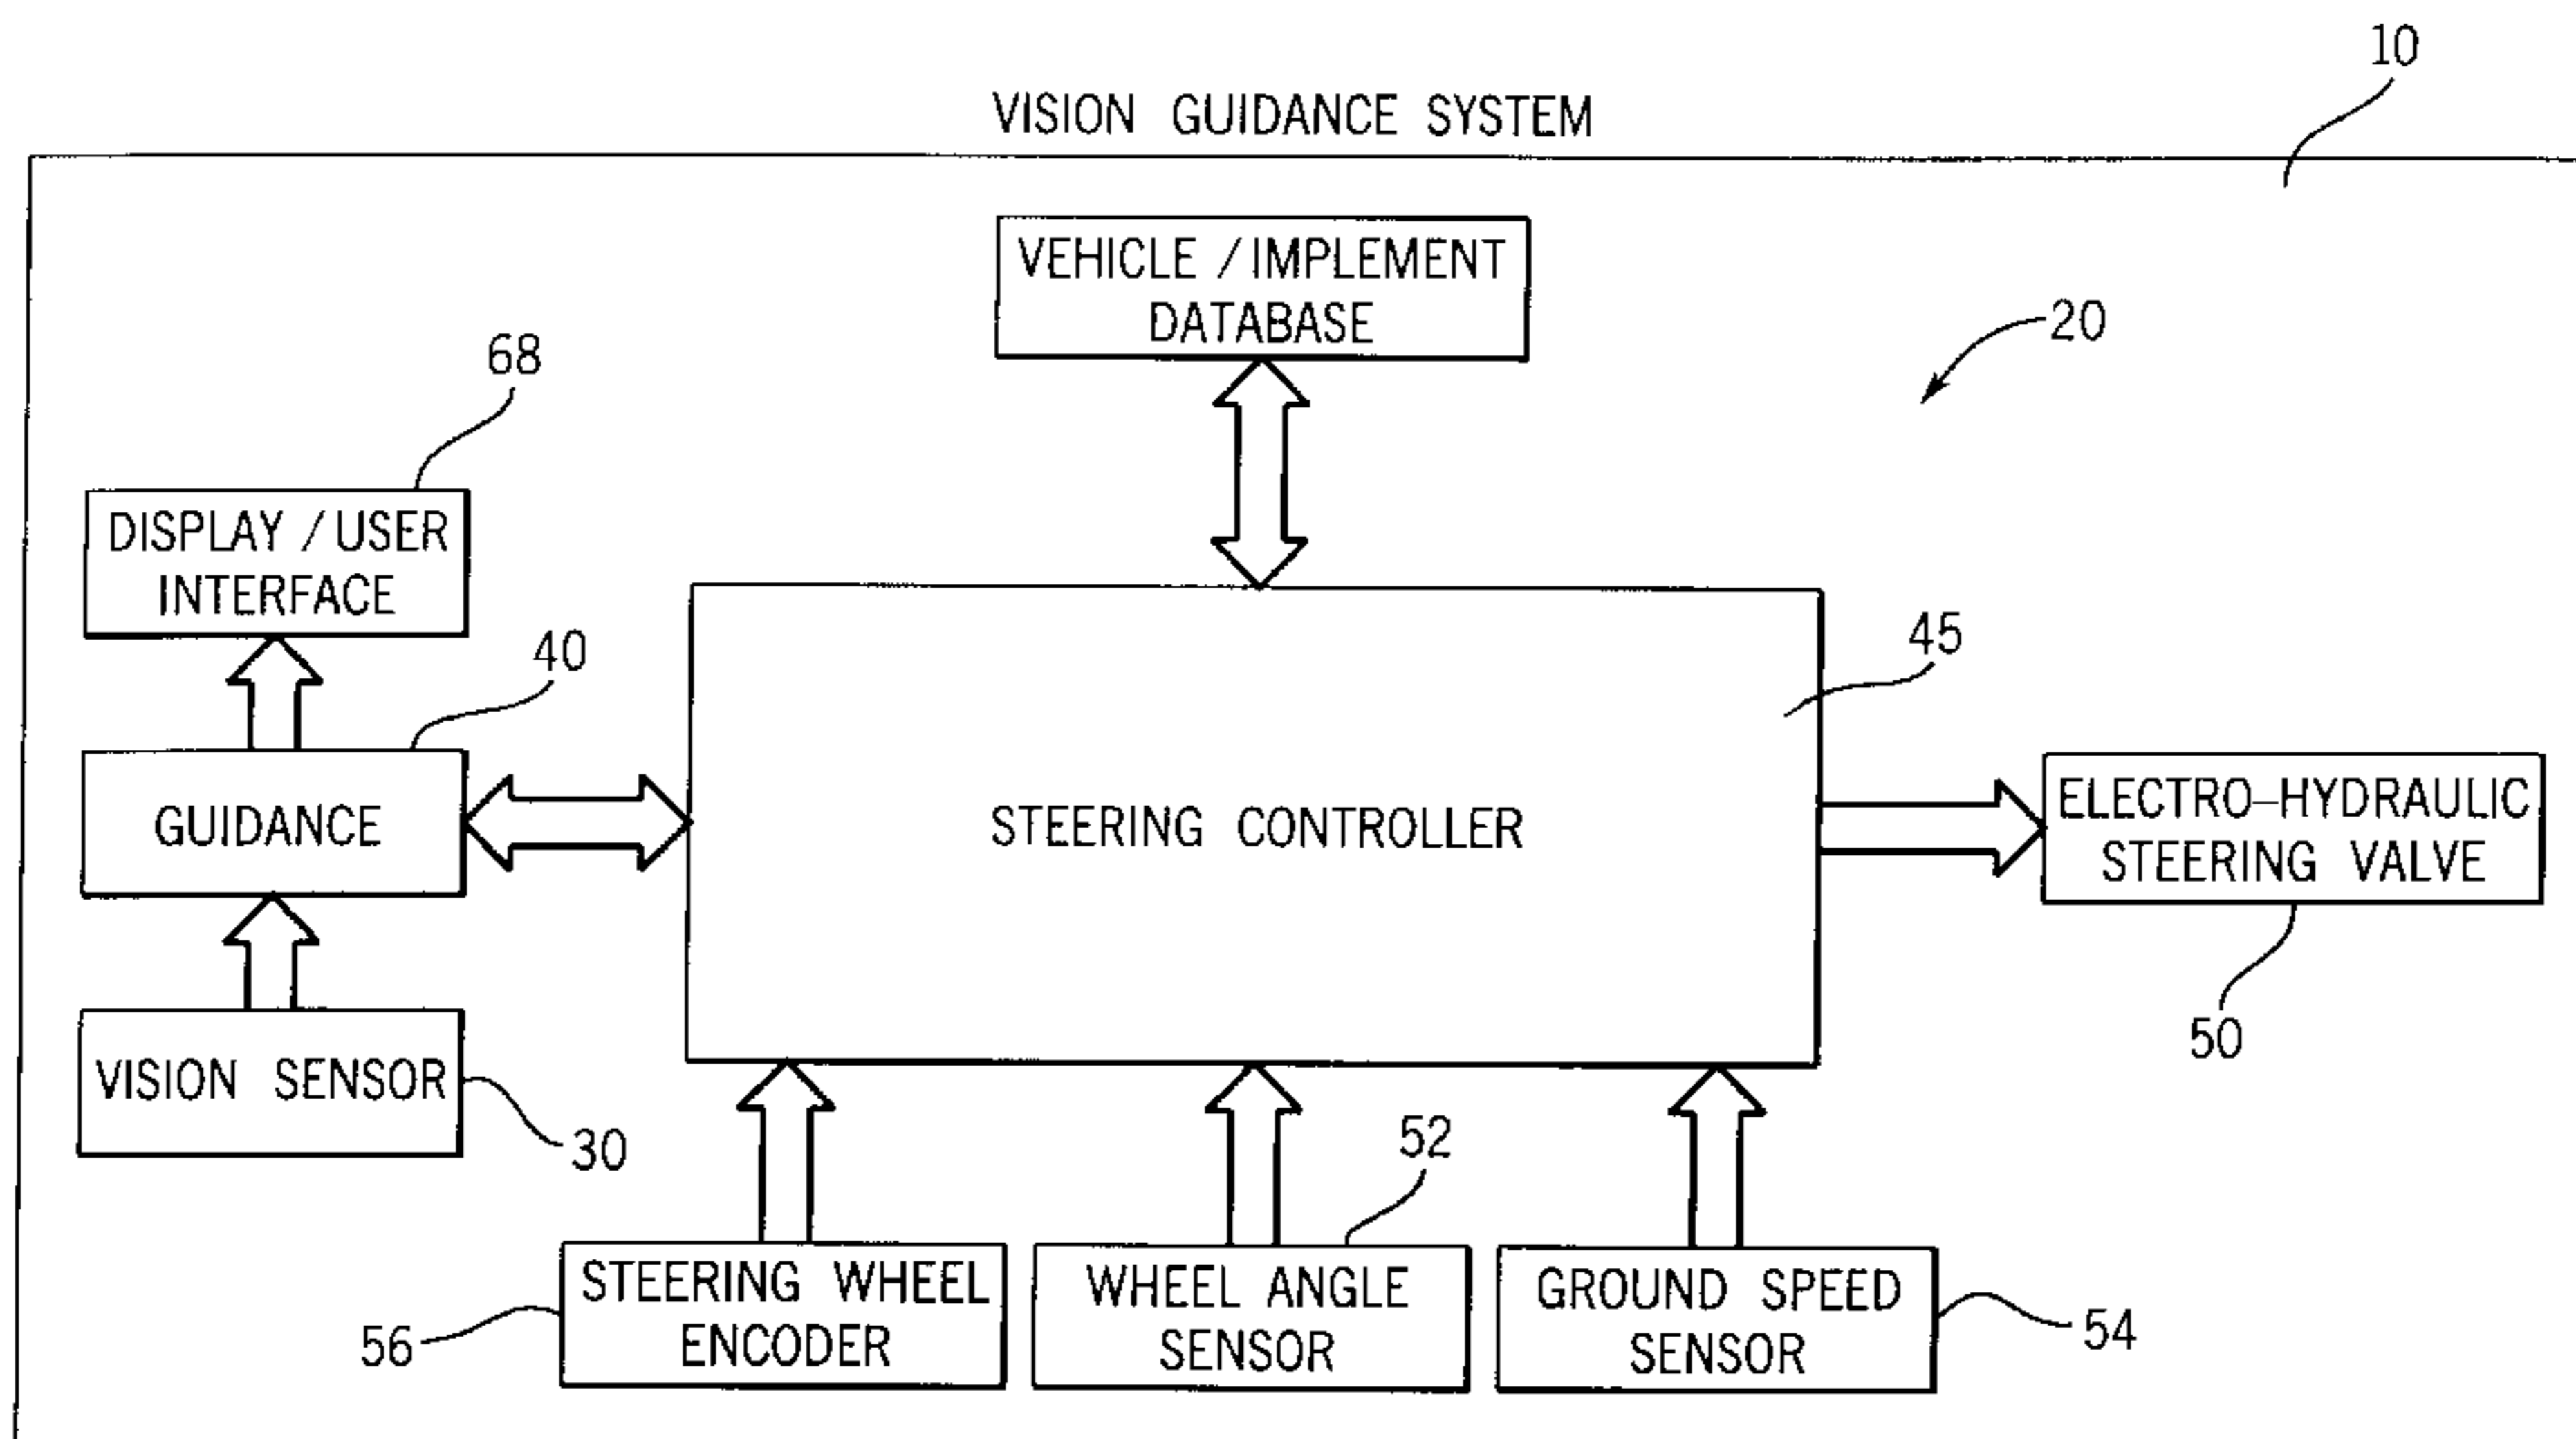 10
VISION GUIDANCE SYSTEM
VEHICLE / IMPLEMENT
DATABASE
20
68
DISPLAY / USER
INTERFACE
40
45
GUIDANCE
STEERING CONTROLLER
ELECTRO-HYDRAULIC
STEERING VALVE
50
VISION SENSOR
30
52
STEERING WHEEL
ENCODER
56
WHEEL ANGLE
SENSOR
GROUND SPEED
SENSOR
54